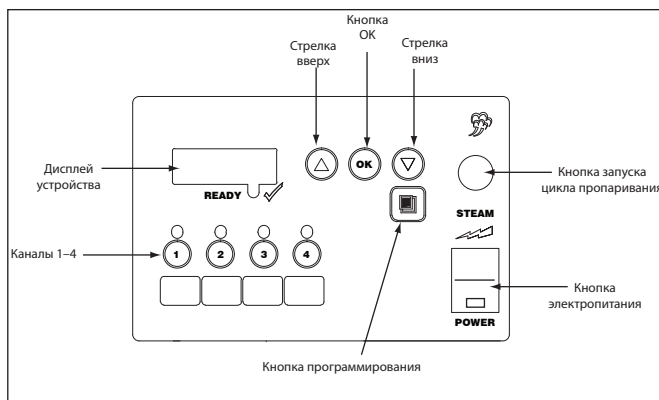 Кнопка
OK
Стрелка
вверх
Стрелка
вниз
Дисплей
устройства
OK
READY
Кнопка запуска
цикла пропаривания
STEAM
Каналы 1–4
1 2 3 4
Кнопка
электропитания
POWER
Кнопка программирования